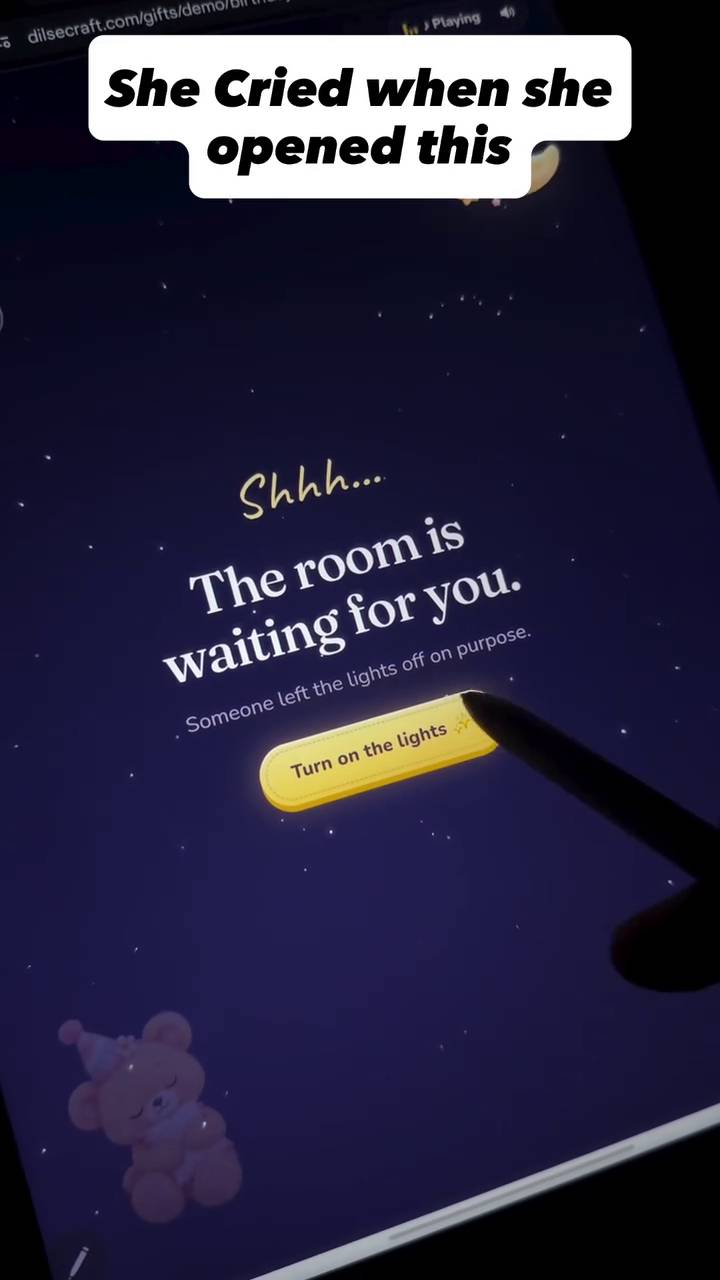 dilsecraft.com/gifts/demo/birthday
♪ Playing
She Cried when she
opened this
Shhh...
The room is
waiting for you.
Someone left the lights off on purpose.
Turn on the lights ✨